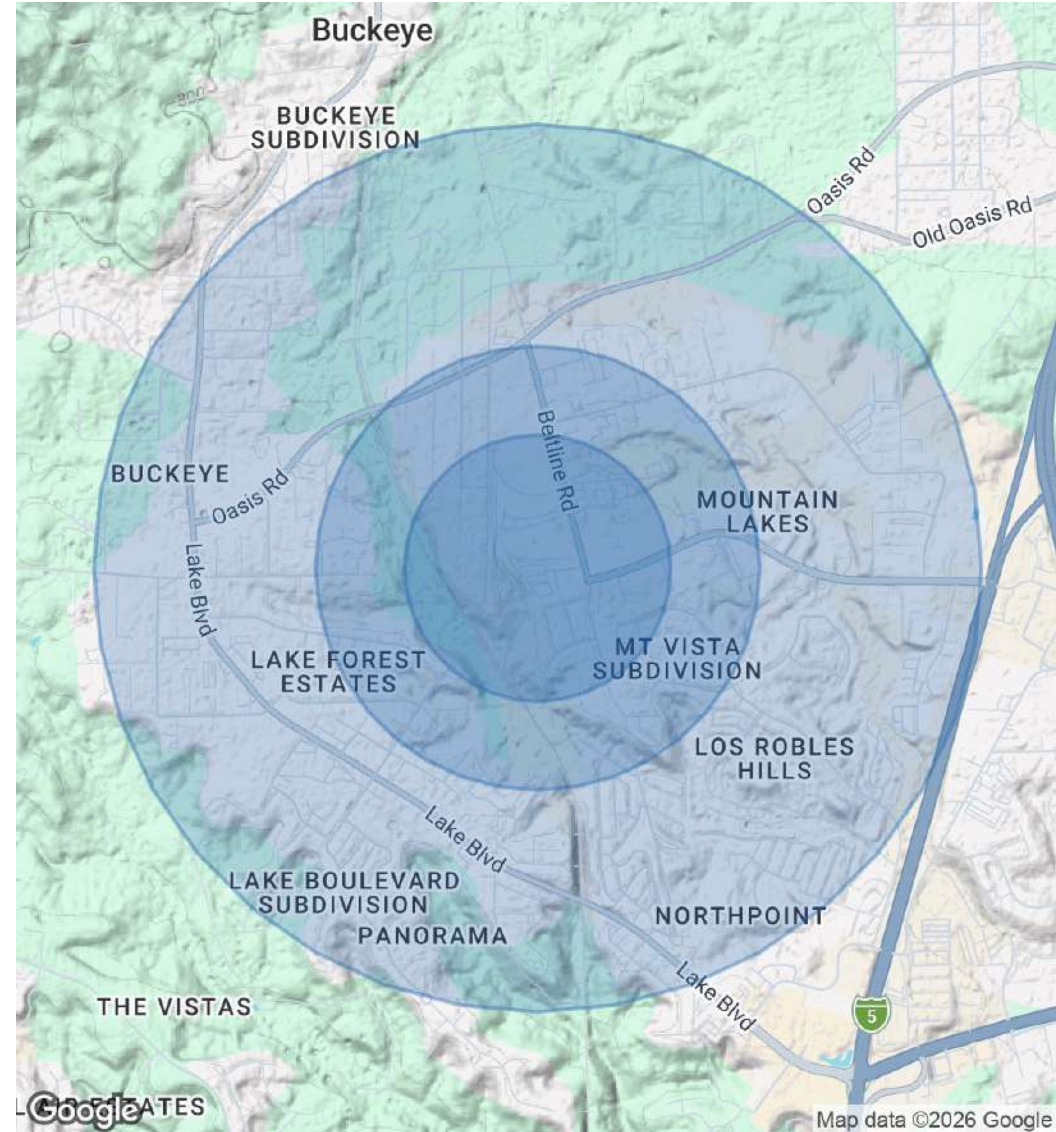 Buckeye
800
BUCKEYE
SUBDIVISION
Oasis Rd
Old Oasis Rd
Beltline Rd
BUCKEYE
Oasis Rd
MOUNTAIN
LAKES
Lake Blvd
LAKE FOREST
ESTATES
MT VISTA
SUBDIVISION
LOS ROBLES
HILLS
Lake Blvd
LAKE BOULEVARD
SUBDIVISION
NORTHPOINT
PANORAMA
Lake Blvd
THE VISTAS
5
Google
Map data ©2026 Google